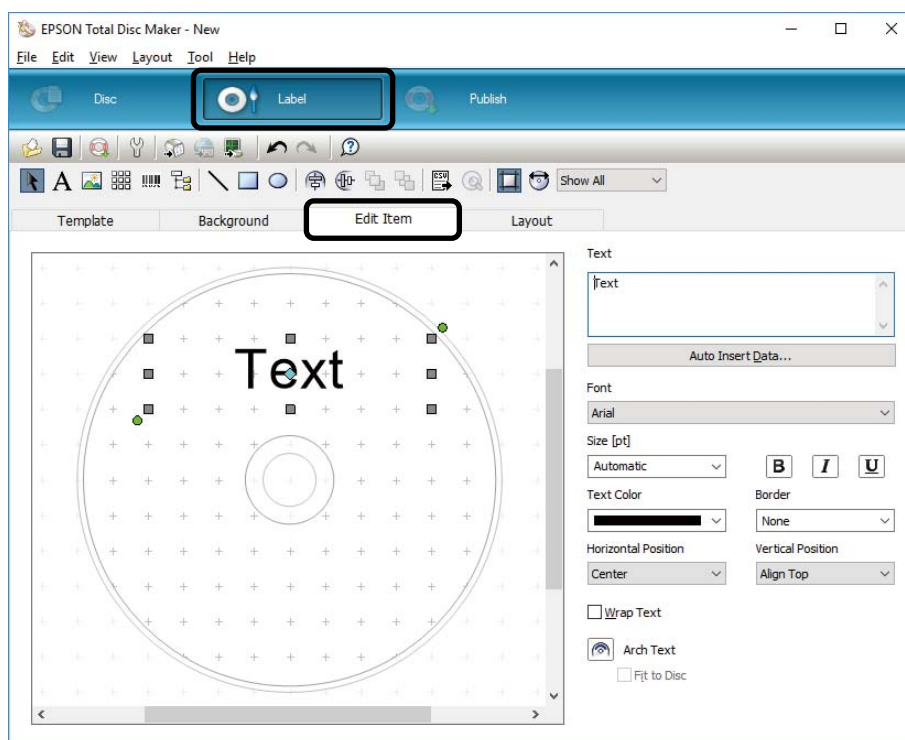 EPSON Total Disc Maker - New
File Edit View Layout Tool Help
Disc Label Publish
A CSV Show All
Template Background Edit Item Layout
Text
Text
Text
Auto Insert Data...
Font
Arial
Size [pt]
Automatic B I U
Text Color Border
None
Horizontal Position Vertical Position
Center Align Top
Wrap Text
Arch Text
Fit to Disc